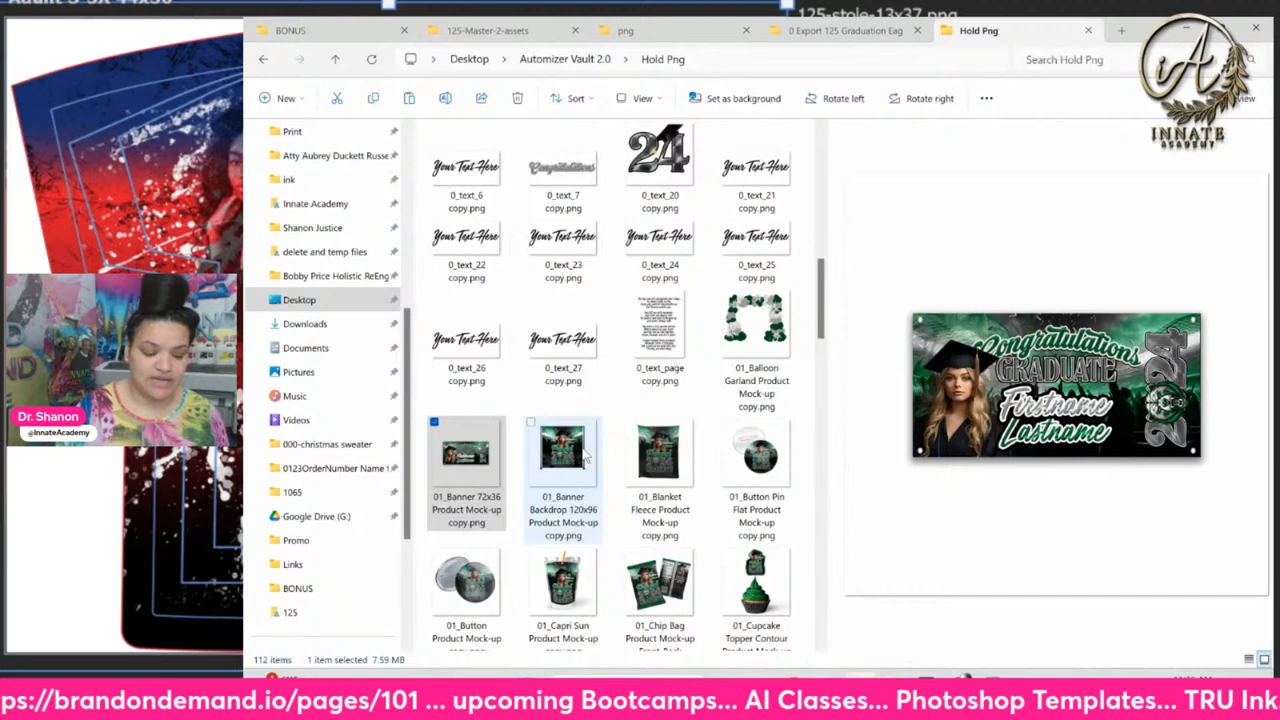 125-stole-13x37.png
BONUS
125-Master-2-assets
png
0 Export 125 Graduation Eag
Hold Png
Desktop
Automizer Vault 2.0
Hold Png
Search Hold Png
New
Sort
View
Set as background
Rotate left
Rotate right
INNATE
ACADEMY
Print
Atty Aubrey Duckett Russe
ink
Innate Academy
Shanon Justice
delete and temp files
Bobby Price Holistic ReEng
Desktop
Downloads
Documents
Pictures
Music
Videos
000-christmas sweater
0123OrderNumber Name
1065
Google Drive (G:)
Promo
Links
BONUS
125
Your Text Here
Congratulations
24
Your Text Here
0_text_6 copy.png
0_text_7 copy.png
0_text_20 copy.png
0_text_21 copy.png
Your Text Here
Your Text Here
Your Text Here
Your Text Here
0_text_22 copy.png
0_text_23 copy.png
0_text_24 copy.png
0_text_25 copy.png
Your Text Here
Your Text Here
0_text_26 copy.png
0_text_27 copy.png
0_text_page copy.png
01_Balloon Garland Product Mock-up copy.png
01_Banner 72x36 Product Mock-up copy.png
01_Banner Backdrop 120x96 Product Mock-up copy.png
01_Blanket Fleece Product Mock-up copy.png
01_Button Pin Flat Product Mock-up copy.png
01_Button Product Mock-up
01_Capri Sun Product Mock-up
01_Chip Bag Product Mock-up
01_Cupcake Topper Contour
Congratulations
GRADUATE
Firstname
Lastname
112 items
1 item selected 7.59 MB
Dr. Shanon
@InnateAcademy
ps://brandondemand.io/pages/101 ... upcoming Bootcamps... AI Classes... Photoshop Templates... TRU Ink